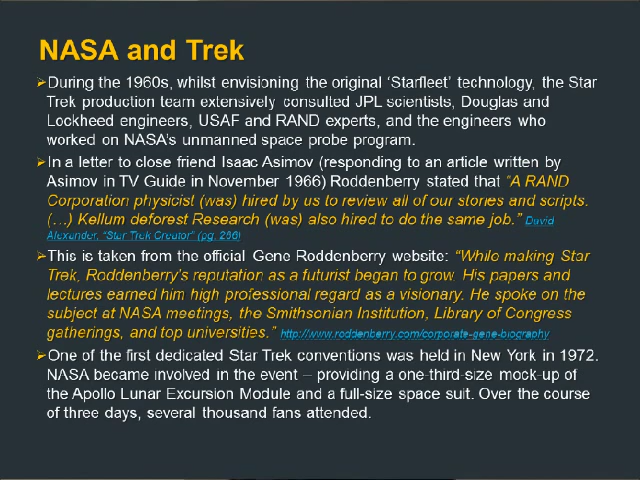 NASA and Trek
➢During the 1960s, whilst envisioning the original ‘Starfleet’ technology, the Star
Trek production team extensively consulted JPL scientists, Douglas and
Lockheed engineers, USAF and RAND experts, and the engineers who
worked on NASA's unmanned space probe program.
➢In a letter to close friend Isaac Asimov (responding to an article written by
Asimov in TV Guide in November 1966) Roddenberry stated that “A RAND
Corporation physicist (was) hired by us to review all of our stories and scripts.
(…) Kellum deforest Research (was) also hired to do the same job.” David
Alexander, “Star Trek Creator” (pg. 266)
➢This is taken from the official Gene Roddenberry website: “While making Star
Trek, Roddenberry's reputation as a futurist began to grow. His papers and
lectures earned him high professional regard as a visionary. He spoke on the
subject at NASA meetings, the Smithsonian Institution, Library of Congress
gatherings, and top universities.” http://www.roddenberry.com/corporate-gene-biography
➢One of the first dedicated Star Trek conventions was held in New York in 1972.
NASA became involved in the event – providing a one-third-size mock-up of
the Apollo Lunar Excursion Module and a full-size space suit. Over the course
of three days, several thousand fans attended.